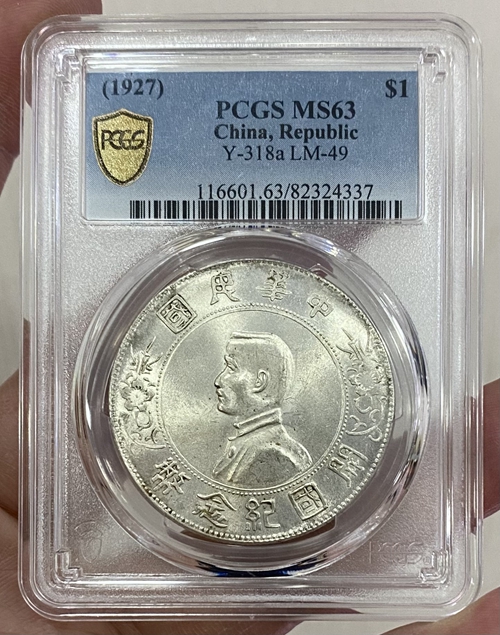 (1927) $1
PCGS MS63
China, Republic
Y-318a LM-49
116601.63/82324337
PCGS
中華民國
開國紀念幣